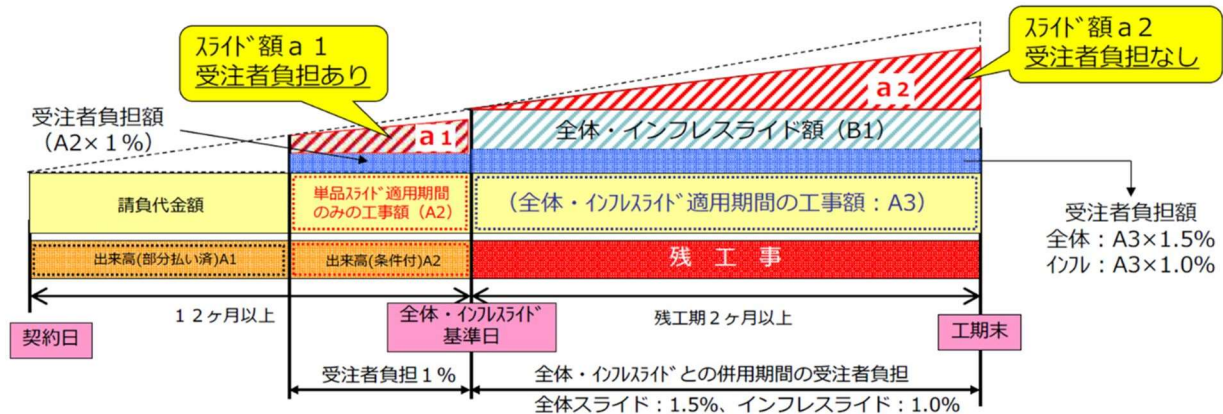 ｽﾗｲﾄﾞ額ａ１
受注者負担あり
ｽﾗｲﾄﾞ額ａ２
受注者負担なし
受注者負担額
（A2×１%）
ａ1
ａ2
全体・インフレスライド額（B1）
請負代金額
単品ｽﾗｲﾄﾞ適用期間
のみの工事額（A2）
（全体・ｲﾝﾌﾚｽﾗｲﾄﾞ適用期間の工事額：A3）
受注者負担額
全体：A3×1.5%
ｲﾝﾌﾚ：A3×1.0%
出来高(部分払い済)A1
出来高(条件付)A2
残　工　事
１２ヶ月以上
残工期２ヶ月以上
契約日
全体・ｲﾝﾌﾚｽﾗｲﾄﾞ
基準日
工期末
受注者負担１%
全体・ｲﾝﾌﾚｽﾗｲﾄﾞとの併用期間の受注者負担
全体スライド：1.5%、インフレスライド：1.0%